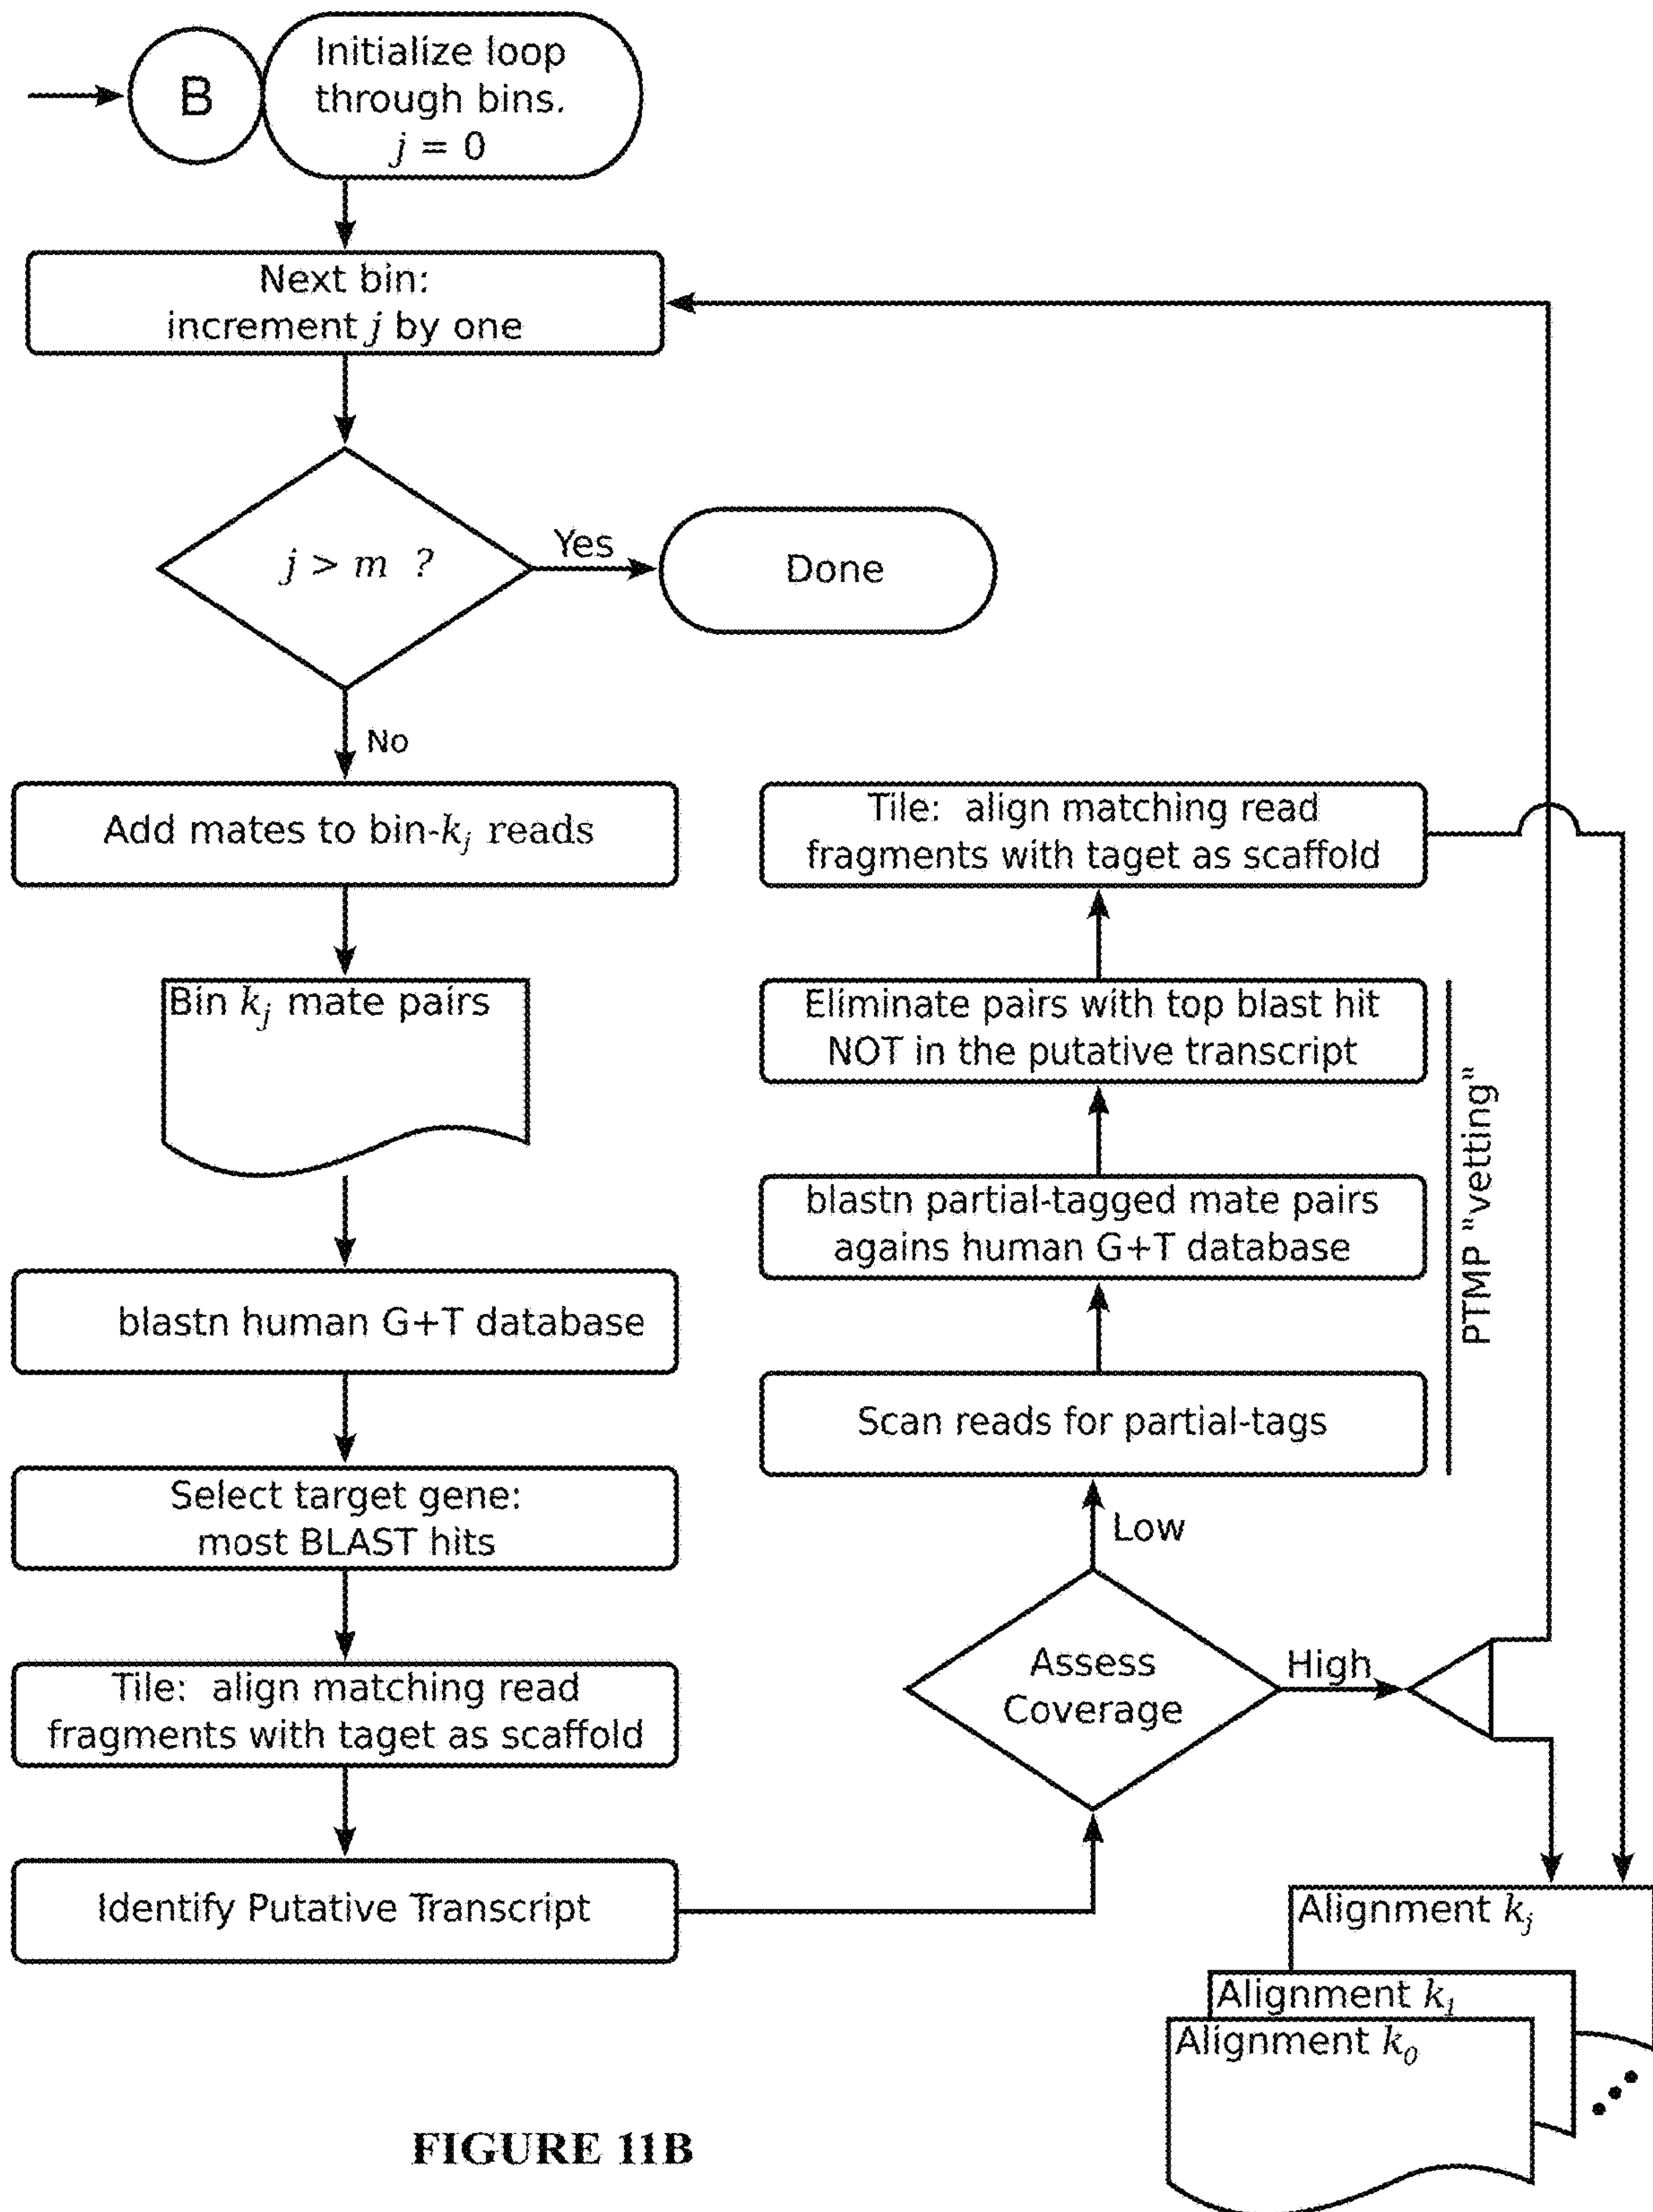 B
Initialize loop
through bins.
j = 0
Next bin:
increment j by one
j > m ?
Yes
Done
No
Add mates to bin-kj reads
Bin kj mate pairs
blastn human G+T database
Select target gene:
most BLAST hits
Tile: align matching read
fragments with taget as scaffold
Identify Putative Transcript
Tile: align matching read
fragments with taget as scaffold
Eliminate pairs with top blast hit
NOT in the putative transcript
blastn partial-tagged mate pairs
agains human G+T database
Scan reads for partial-tags
PTMP "vetting"
Low
Assess
Coverage
High
Alignment kj
Alignment k1
Alignment k0
FIGURE 11B